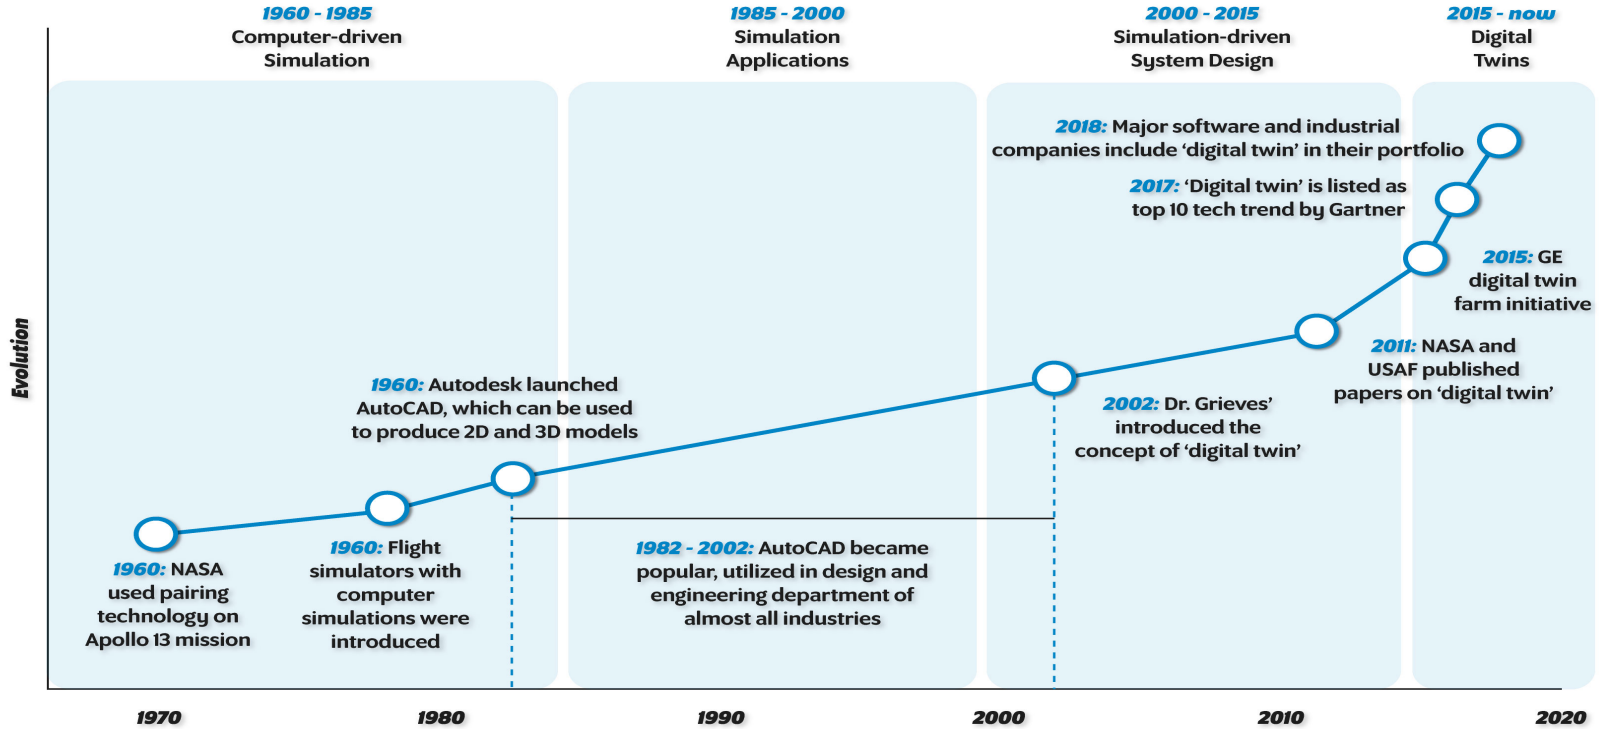 1960 - 1985
Computer-driven
Simulation
1985 - 2000
Simulation
Applications
2000 - 2015
Simulation-driven
System Design
2015 - now
Digital
Twins
Evolution
1960: NASA
used pairing
technology on
Apollo 13 mission
1960: Flight
simulators with
computer
simulations were
introduced
1960: Autodesk launched
AutoCAD, which can be used
to produce 2D and 3D models
1982 - 2002: AutoCAD became
popular, utilized in design and
engineering department of
almost all industries
2002: Dr. Grieves’
introduced the
concept of ‘digital twin’
2011: NASA and
USAF published
papers on ‘digital twin’
2015: GE
digital twin
farm initiative
2017: ‘Digital twin’ is listed as
top 10 tech trend by Gartner
2018: Major software and industrial
companies include ‘digital twin’ in their portfolio
1970
1980
1990
2000
2010
2020